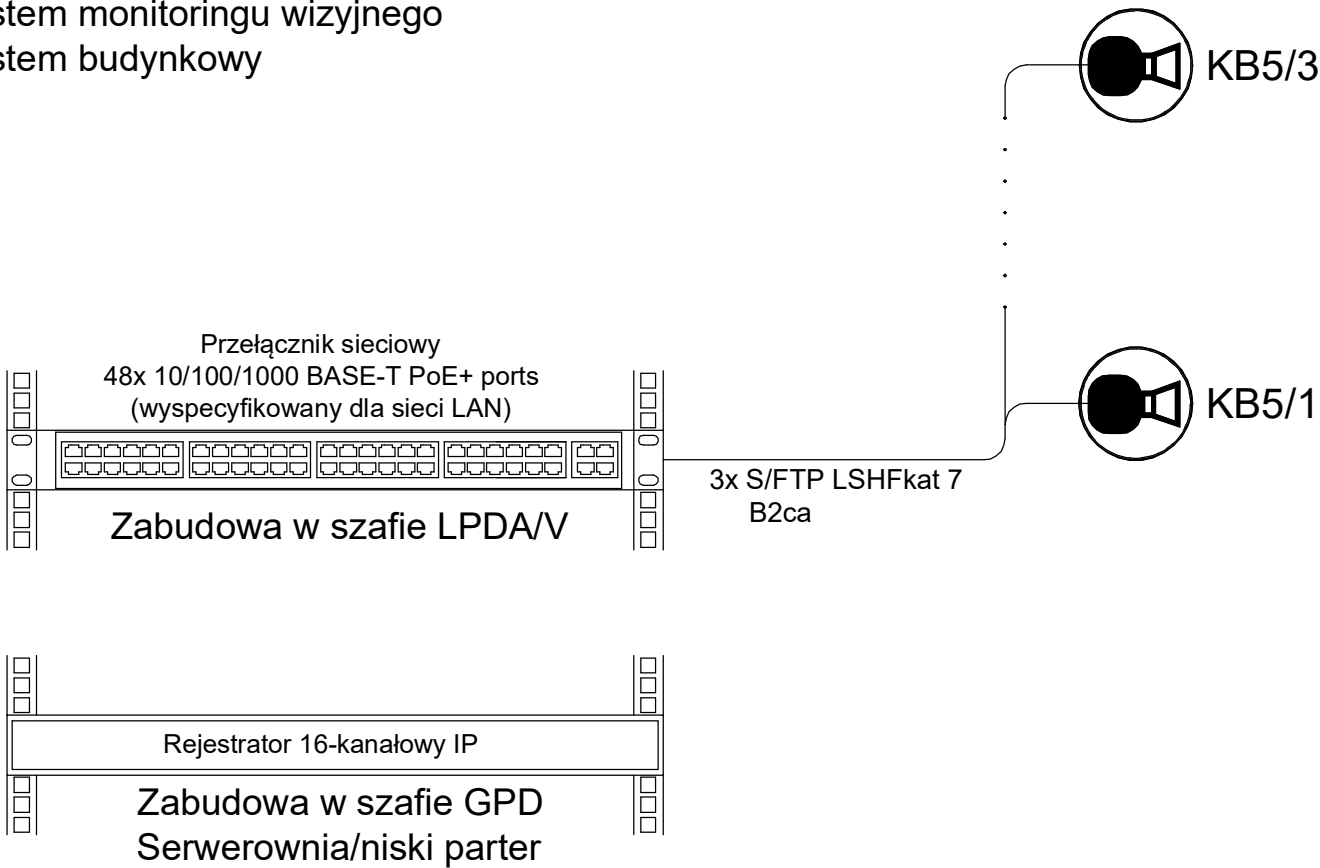 stem monitoringu wizyjnego
stem budynkowy
KB5/3
Przełącznik sieciowy
48x 10/100/1000 BASE-T PoE+ ports
(wyspecyfikowany dla sieci LAN)
KB5/1
3x S/FTP LSHFkat 7
B2ca
Zabudowa w szafie LPDA/V
Rejestrator 16-kanałowy IP
Zabudowa w szafie GPD
Serwerownia/niski parter